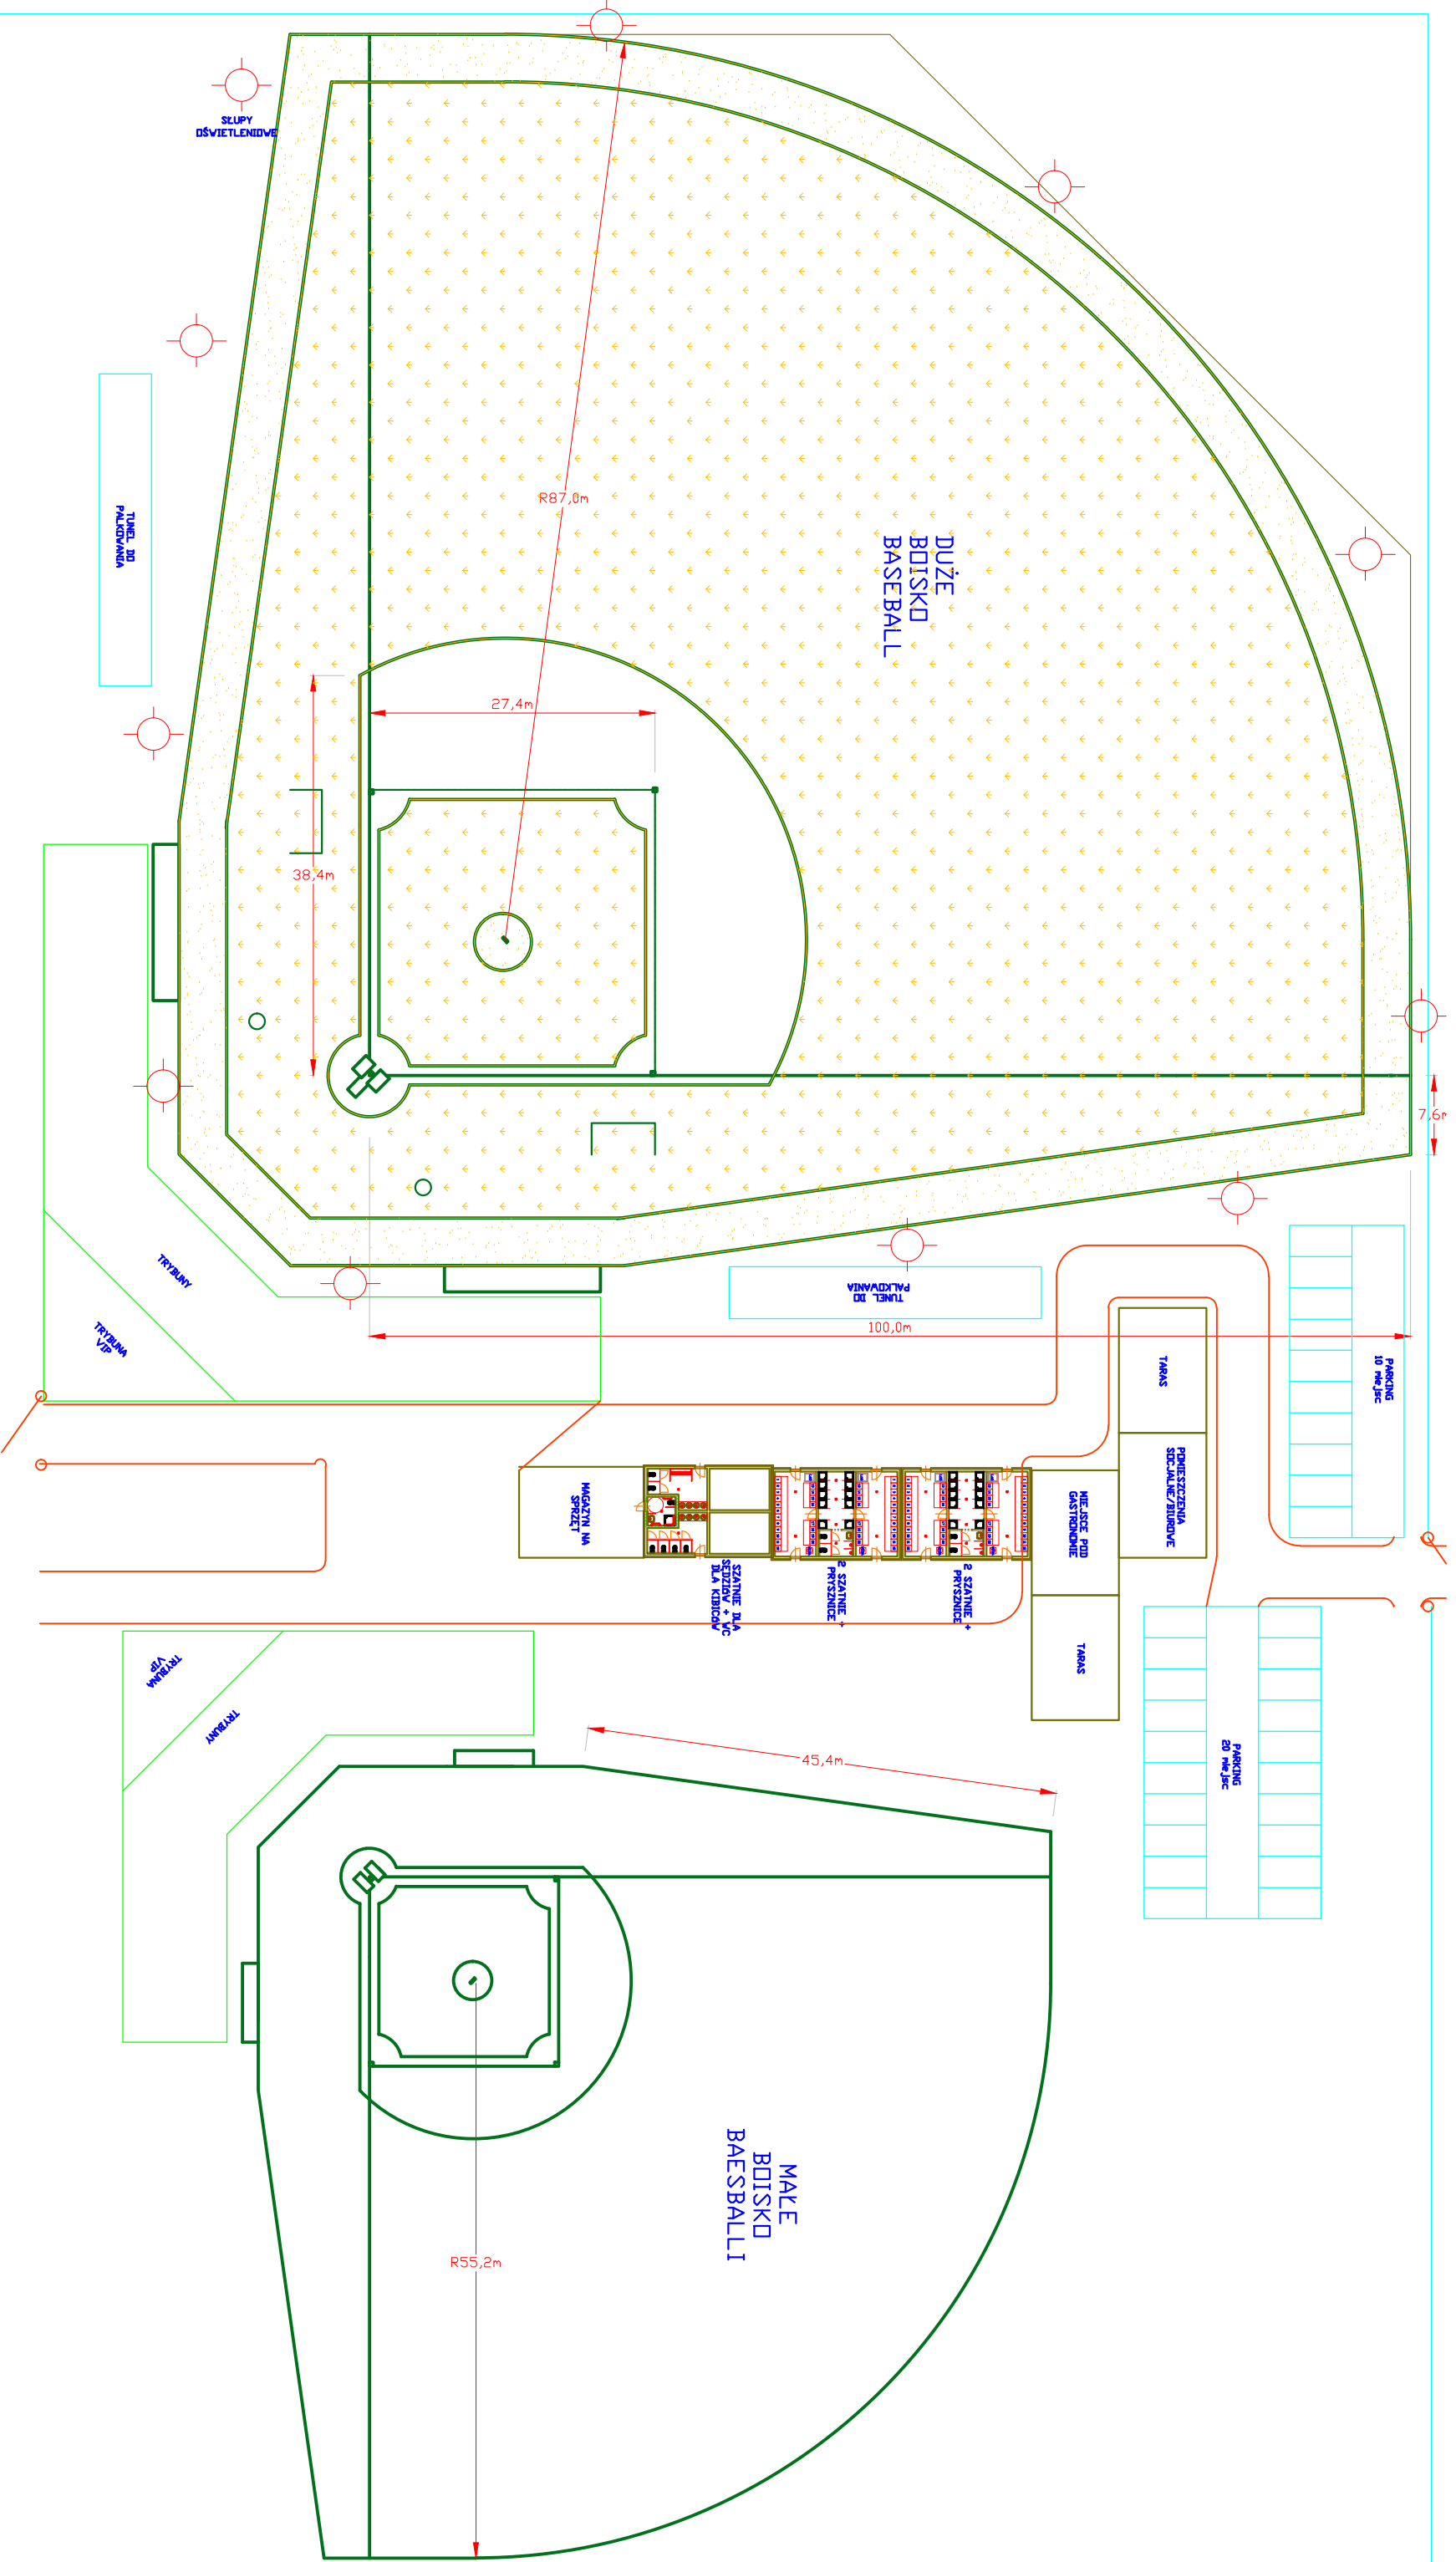 SŁUPY
OŚWIETLENIOWE
R87,0m
DUŻE
BOISKO
BASEBALL
TUNEL DO
PALKOWANIA
27,4m
38,4m
7,6m
TRYBUNY
TRYBUNA
VIP
TUNEL DO
PALKOWANIA
100,0m
TARAS
PARKING
10 miejsc
POMIESZCZENIA
SOCJALNE/BIUROWE
MIEJSCE POD
GASTRONOMIE
MAGAZYN NA
SPRZĘT
SZATNIE DLA
SĘDZIÓW + WC
DLA KIBICÓW
2 SZATNIE +
PRYSZNICE
2 SZATNIE +
PRYSZNICE
TARAS
TRYBUNA
VIP
TRYBUNY
45,4m
PARKING
20 miejsc
MAŁE
BOISKO
BAESBALLI
R55,2m